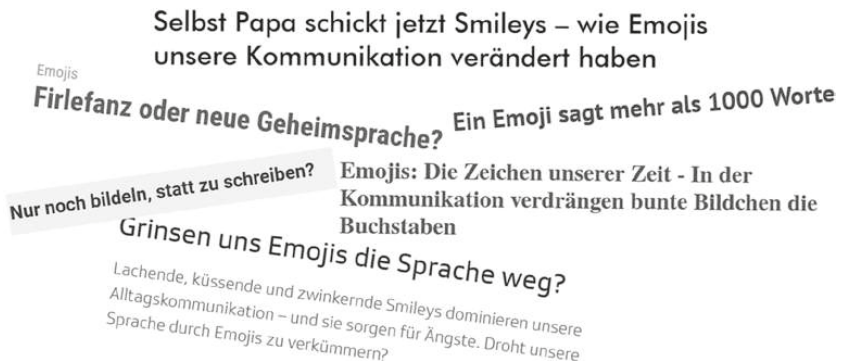 Selbst Papa schickt jetzt Smileys – wie Emojis
unsere Kommunikation verändert haben
Emojis
Firlefanz oder neue Geheimsprache?
Ein Emoji sagt mehr als 1000 Worte
Nur noch bildeln, statt zu schreiben?
Emojis: Die Zeichen unserer Zeit - In der
Kommunikation verdrängen bunte Bildchen die
Buchstaben
Grinsen uns Emojis die Sprache weg?
Lachende, küssende und zwinkernde Smileys dominieren unsere
Alltagskommunikation – und sie sorgen für Ängste. Droht unsere
Sprache durch Emojis zu verkümmern?